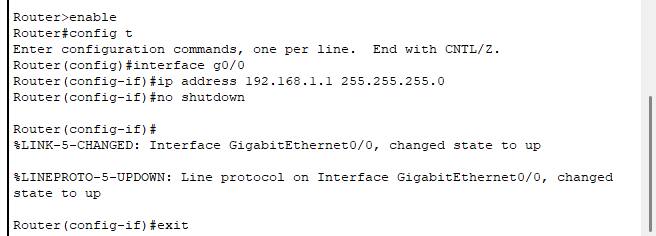 Router>enable
Router#config t
Enter configuration commands, one per line.  End with CNTL/Z.
Router(config)#interface g0/0
Router(config-if)#ip address 192.168.1.1 255.255.255.0
Router(config-if)#no shutdown
Router(config-if)#
%LINK-5-CHANGED: Interface GigabitEthernet0/0, changed state to up
%LINEPROTO-5-UPDOWN: Line protocol on Interface GigabitEthernet0/0, changed
state to up
Router(config-if)#exit